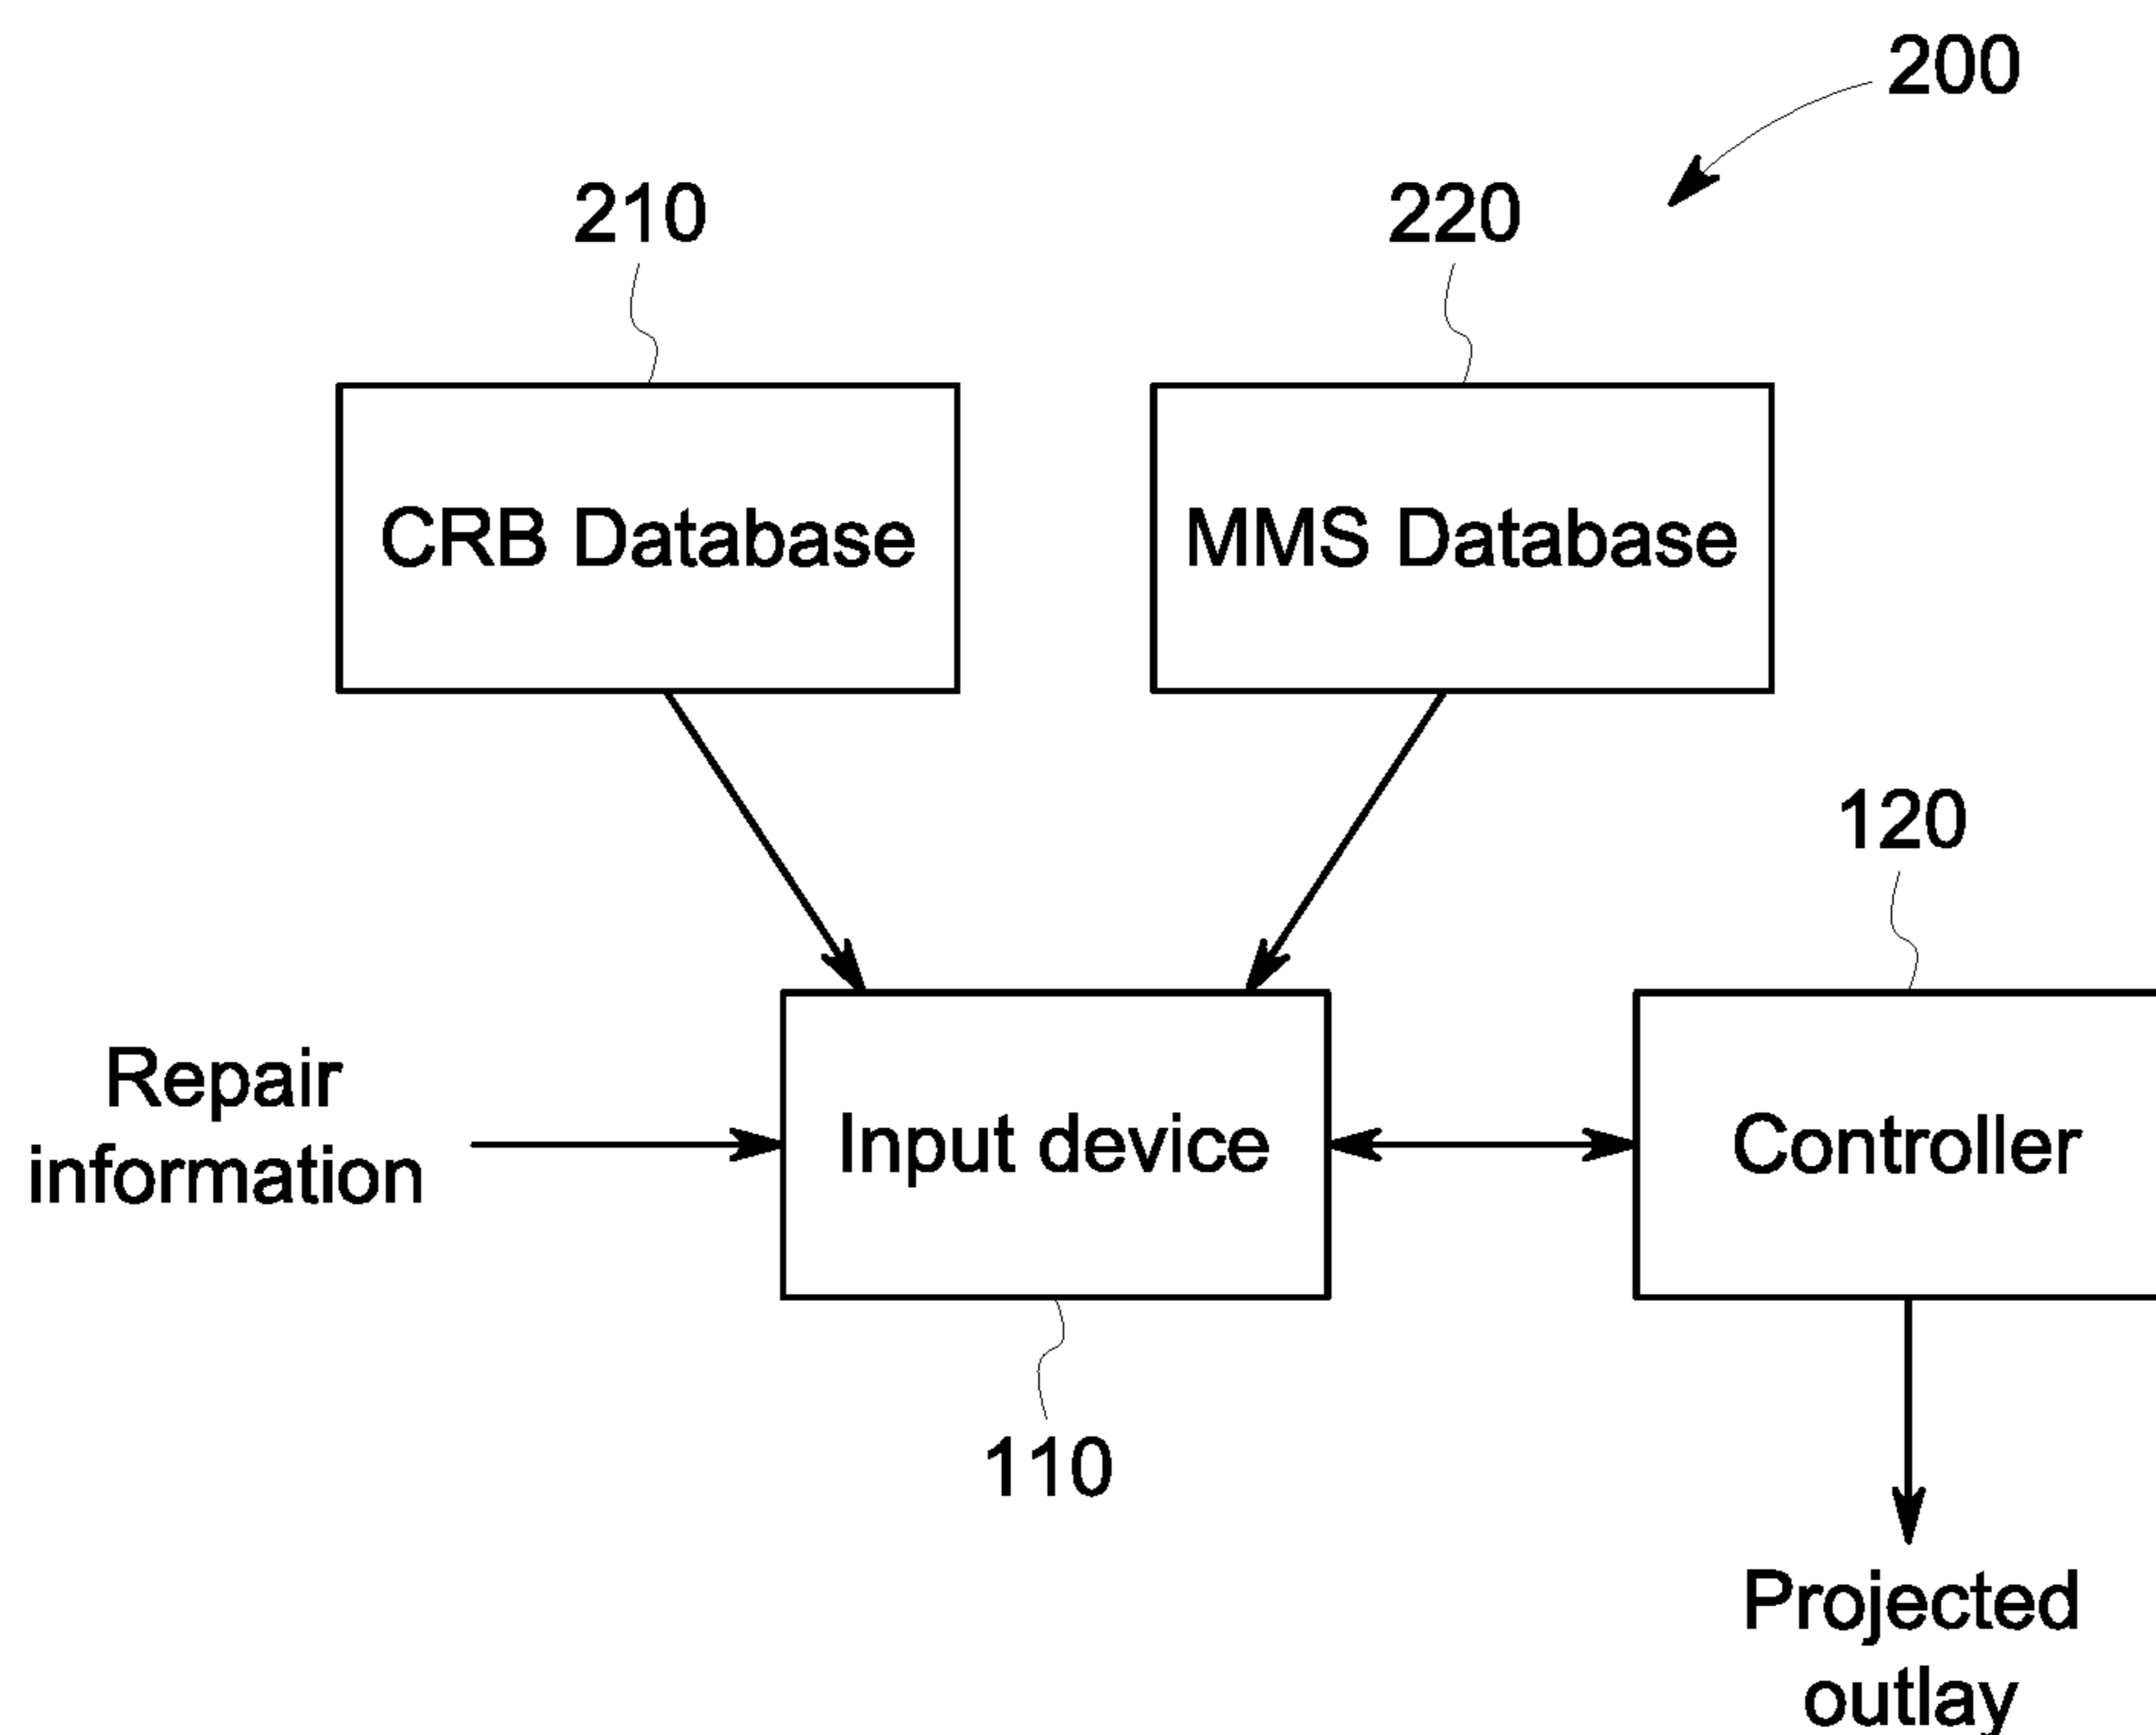 200
210
220
CRB Database
MMS Database
120
Repair
information
Input device
Controller
110
Projected
outlay